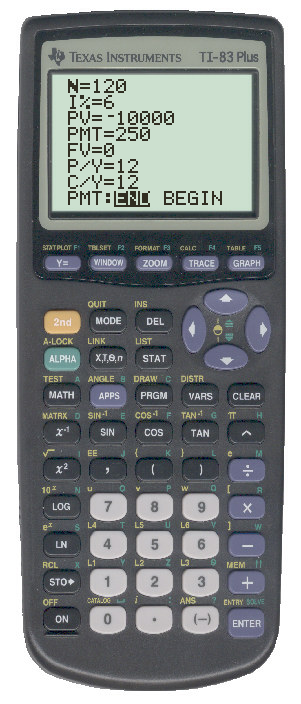 TEXAS INSTRUMENTS TI-83 Plus
N=120
I%=6
PV=-10000
PMT=250
FV=0
P/Y=12
C/Y=12
PMT:END BEGIN
STAT PLOT F1 TBLSET F2 FORMAT F3 CALC F4 TABLE F5
Y= WINDOW ZOOM TRACE GRAPH
QUIT INS
2nd MODE DEL
A-LOCK LINK LIST
ALPHA X,T,θ,n STAT
TEST A ANGLE B DRAW C DISTR
MATH APPS PRGM VARS CLEAR
MATRX D SIN-1 E COS-1 F TAN-1 G π H
x-1 SIN COS TAN ^
√ I EE J { K } L e M
x2 , ( ) ÷
10x N u O v P w Q [ R
LOG 7 8 9 ×
ex S L4 T L5 U L6 V ] W
LN 4 5 6 −
RCL X L1 Y L2 Z L3 θ MEM "
STO▶ 1 2 3 +
OFF CATALOG i : ANS ? ENTRY SOLVE
ON 0 . (−) ENTER